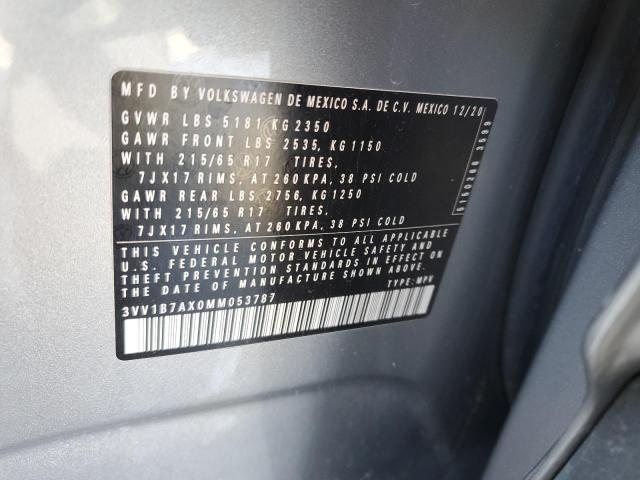 MFD BY VOLKSWAGEN DE MEXICO S.A. DE C.V. MEXICO 12/20
GVWR LBS 5181 KG 2350
GAWR FRONT LBS 2535, KG 1150
WITH 215/65 R17 TIRES,
7JX17 RIMS, AT 260 KPA, 38 PSI COLD
GAWR REAR LBS 2756, KG 1250
WITH 215/65 R17 TIRES,
7JX17 RIMS, AT 260 KPA, 38 PSI COLD
THIS VEHICLE CONFORMS TO ALL APPLICABLE
U.S. FEDERAL MOTOR VEHICLE SAFETY AND
THEFT PREVENTION STANDARDS IN EFFECT ON
THE DATE OF MANUFACTURE SHOWN ABOVE
3VV1B7AX0MM053787 TYPE: MPV